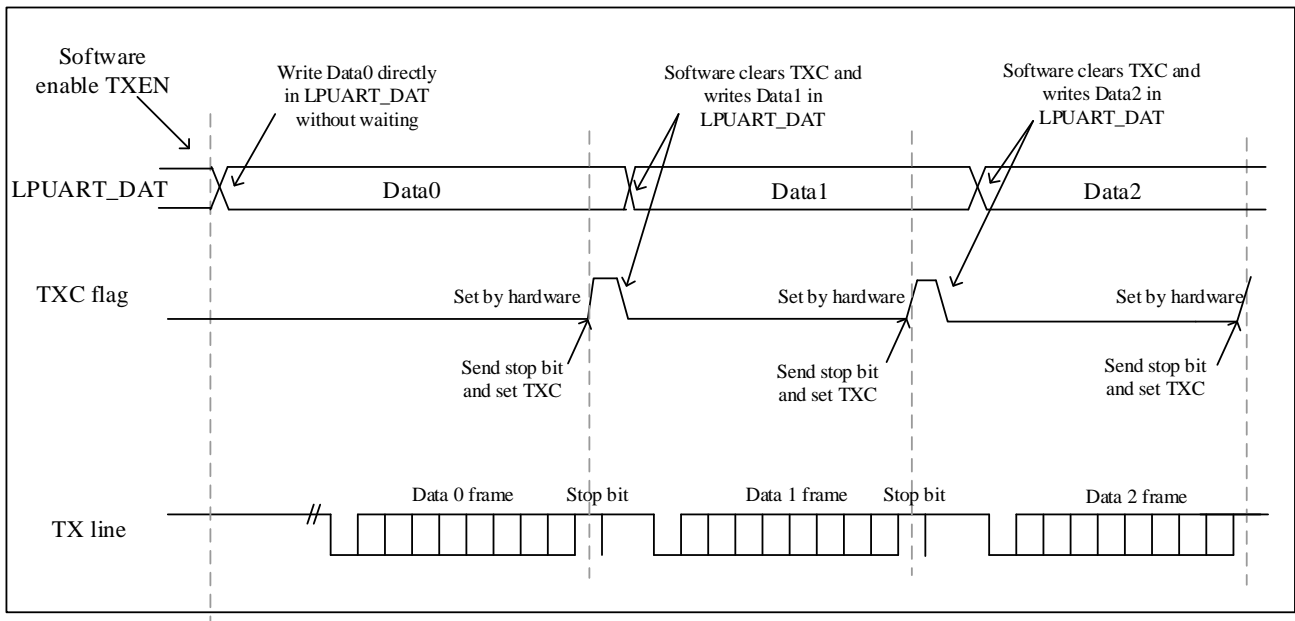 Software
enable TXEN
Write Data0 directly
in LPUART_DAT
without waiting
Software clears TXC and
writes Data1 in
LPUART_DAT
Software clears TXC and
writes Data2 in
LPUART_DAT
LPUART_DAT
Data0
Data1
Data2
TXC flag
Set by hardware
Set by hardware
Set by hardware
Send stop bit
and set TXC
Send stop bit
and set TXC
Send stop bit
and set TXC
TX line
Data 0 frame
Stop bit
Data 1 frame
Stop bit
Data 2 frame